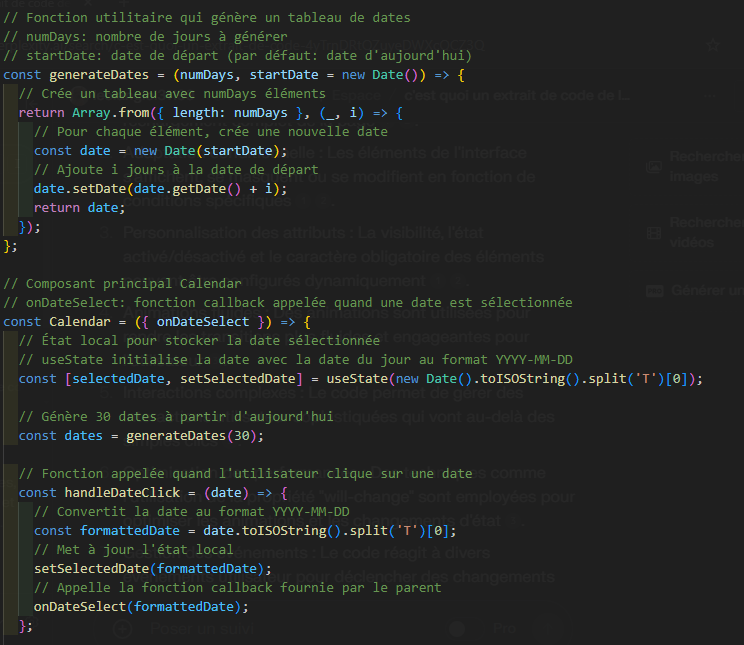 // Fonction utilitaire qui génère un tableau de dates
// numDays: nombre de jours à générer
// startDate: date de départ (par défaut: date d'aujourd'hui)
const generateDates = (numDays, startDate = new Date()) => {
  // Crée un tableau avec numDays éléments
  return Array.from({ length: numDays }, (_, i) => {
    // Pour chaque élément, crée une nouvelle date
    const date = new Date(startDate);
    // Ajoute i jours à la date de départ
    date.setDate(date.getDate() + i);
    return date;
  });
};

// Composant principal Calendar
// onDateSelect: fonction callback appelée quand une date est sélectionnée
const Calendar = ({ onDateSelect }) => {
  // État local pour stocker la date sélectionnée
  // useState initialise la date avec la date du jour au format YYYY-MM-DD
  const [selectedDate, setSelectedDate] = useState(new Date().toISOString().split('T')[0]);

  // Génère 30 dates à partir d'aujourd'hui
  const dates = generateDates(30);

  // Fonction appelée quand l'utilisateur clique sur une date
  const handleDateClick = (date) => {
    // Convertit la date au format YYYY-MM-DD
    const formattedDate = date.toISOString().split('T')[0];
    // Met à jour l'état local
    setSelectedDate(formattedDate);
    // Appelle la fonction callback fournie par le parent
    onDateSelect(formattedDate);
  };